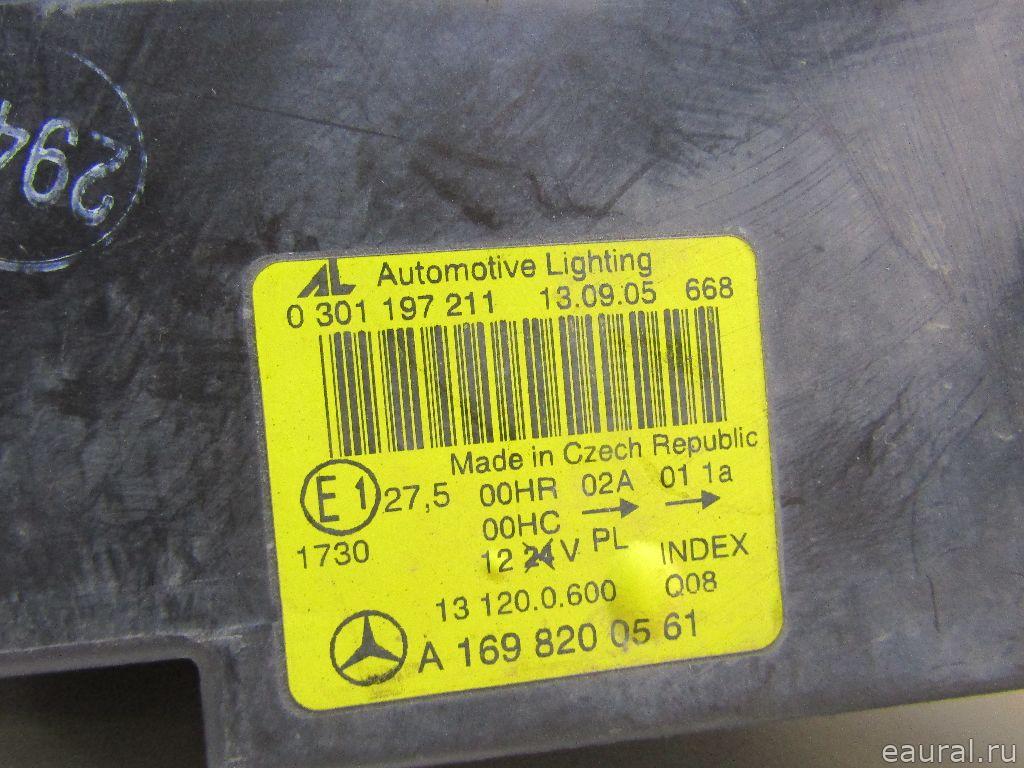 294
AL Automotive Lighting
0 301 197 211 13.09.05 668
Made in Czech Republic
E1 27,5 00HR 02A 01 1a
00HC → →
1730 12 24 V PL INDEX
13 120.0.600 Q08
A 169 820 05 61
eaural.ru